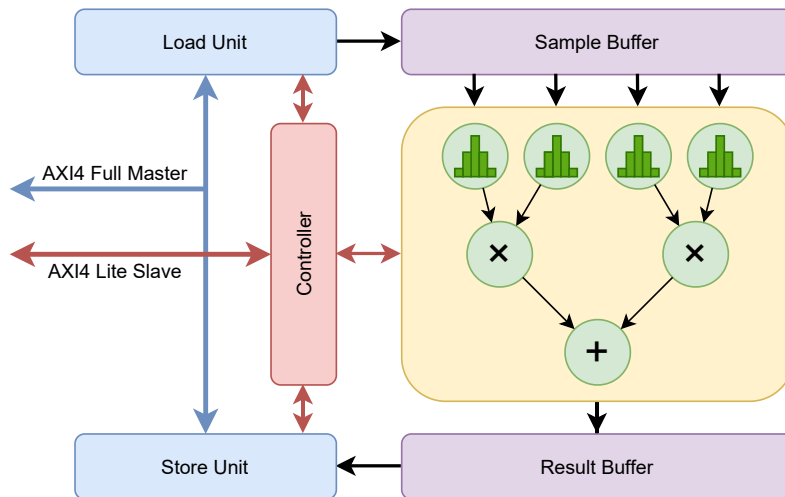 Load Unit
Sample Buffer
AXI4 Full Master
AXI4 Lite Slave
Controller
×
×
+
Store Unit
Result Buffer